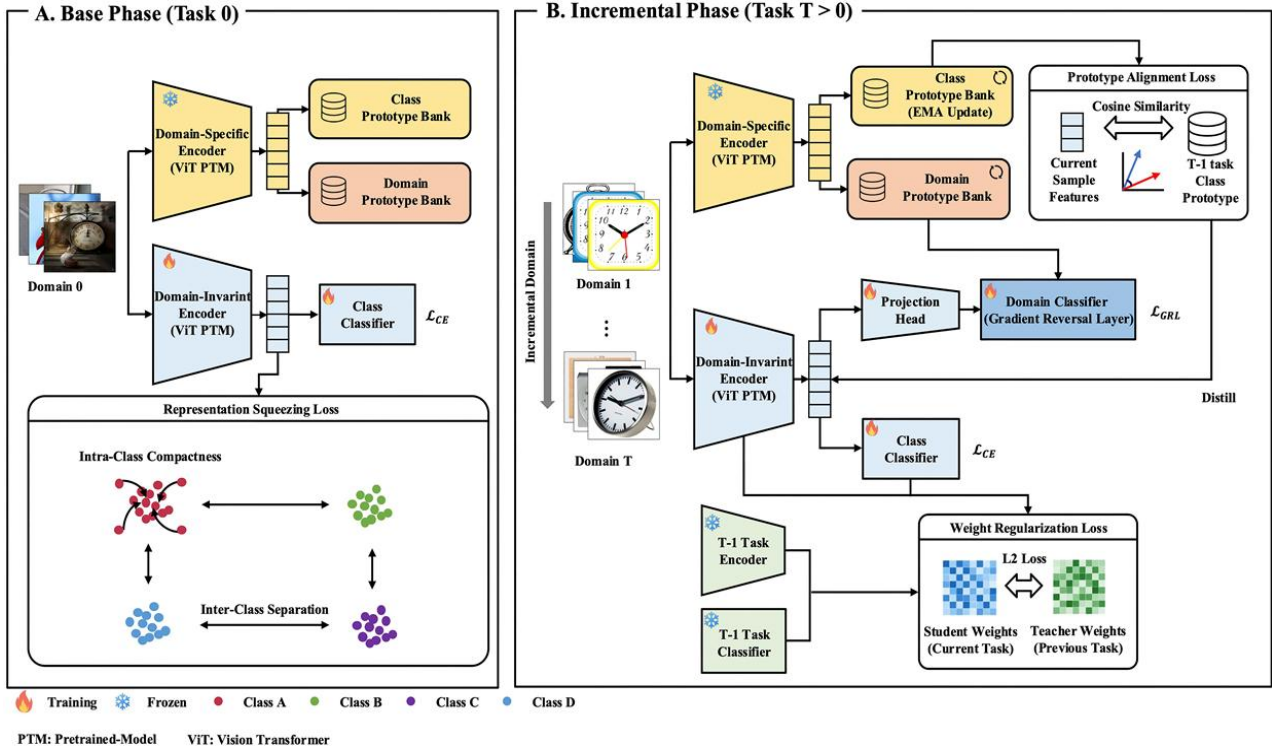 A. Base Phase (Task 0)
Domain 0
Domain-Specific
Encoder
(ViT PTM)
Class
Prototype Bank
Domain
Prototype Bank
Domain-Invarint
Encoder
(ViT PTM)
Class
Classifier
ℒCE
Representation Squeezing Loss
Intra-Class Compactness
Inter-Class Separation
B. Incremental Phase (Task T > 0)
Incremental Domain
Domain 1
Domain T
Domain-Specific
Encoder
(ViT PTM)
Class
Prototype Bank
(EMA Update)
Domain
Prototype Bank
Prototype Alignment Loss
Cosine Similarity
Current
Sample
Features
T-1 task
Class
Prototype
Domain-Invarint
Encoder
(ViT PTM)
Projection
Head
Domain Classifier
(Gradient Reversal Layer)
ℒGRL
Distill
Class
Classifier
ℒCE
T-1 Task
Encoder
T-1 Task
Classifier
Weight Regularization Loss
L2 Loss
Student Weights
(Current Task)
Teacher Weights
(Previous Task)
Training Frozen Class A Class B Class C Class D
PTM: Pretrained-Model ViT: Vision Transformer